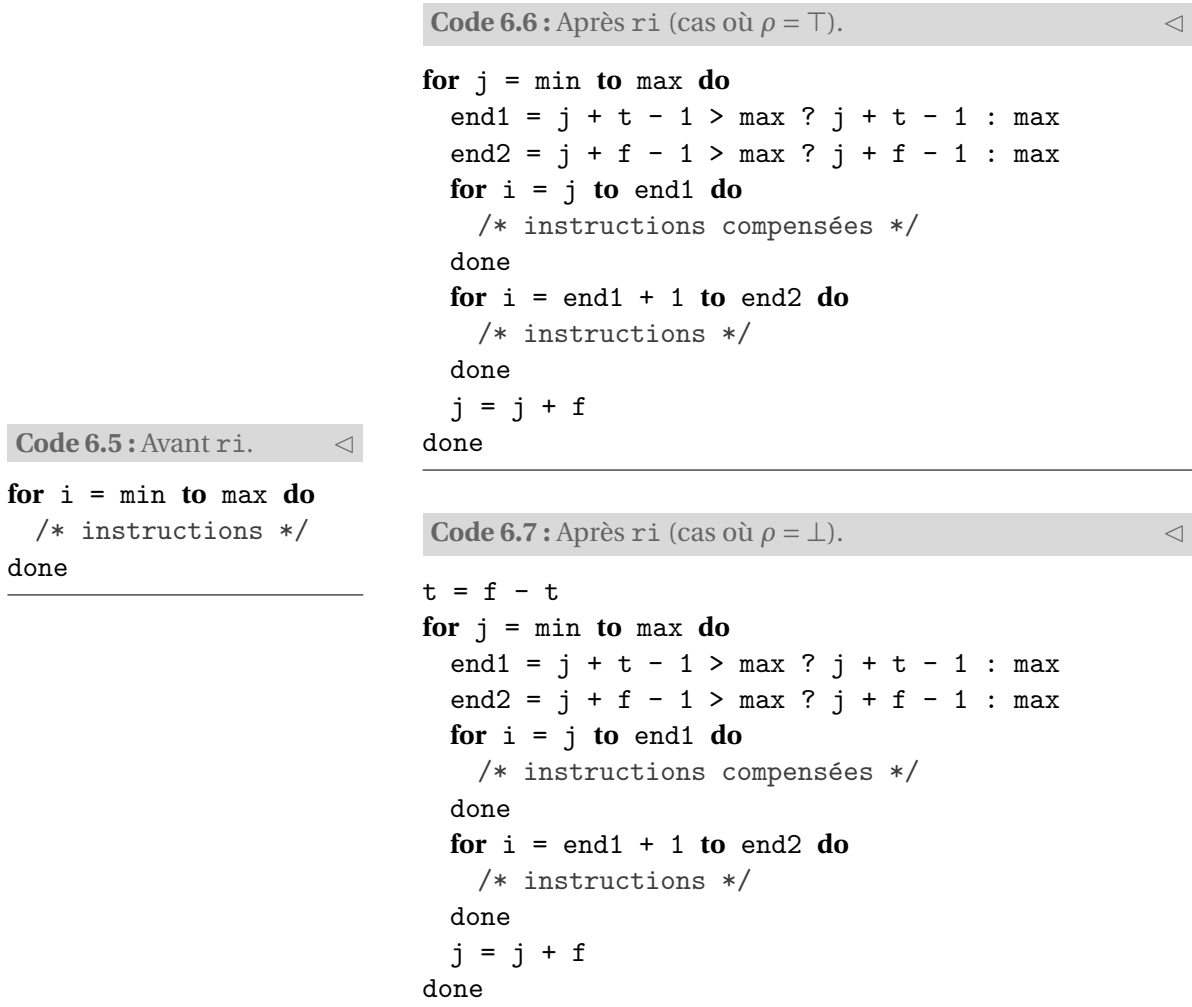 Code 6.5 : Avant ri. ◁
for i = min to max do
/* instructions */
done
Code 6.6 : Après ri (cas où ρ = ⊤). ◁
for j = min to max do
end1 = j + t - 1 > max ? j + t - 1 : max
end2 = j + f - 1 > max ? j + f - 1 : max
for i = j to end1 do
/* instructions compensées */
done
for i = end1 + 1 to end2 do
/* instructions */
done
j = j + f
done
Code 6.7 : Après ri (cas où ρ = ⊥). ◁
t = f - t
for j = min to max do
end1 = j + t - 1 > max ? j + t - 1 : max
end2 = j + f - 1 > max ? j + f - 1 : max
for i = j to end1 do
/* instructions compensées */
done
for i = end1 + 1 to end2 do
/* instructions */
done
j = j + f
done